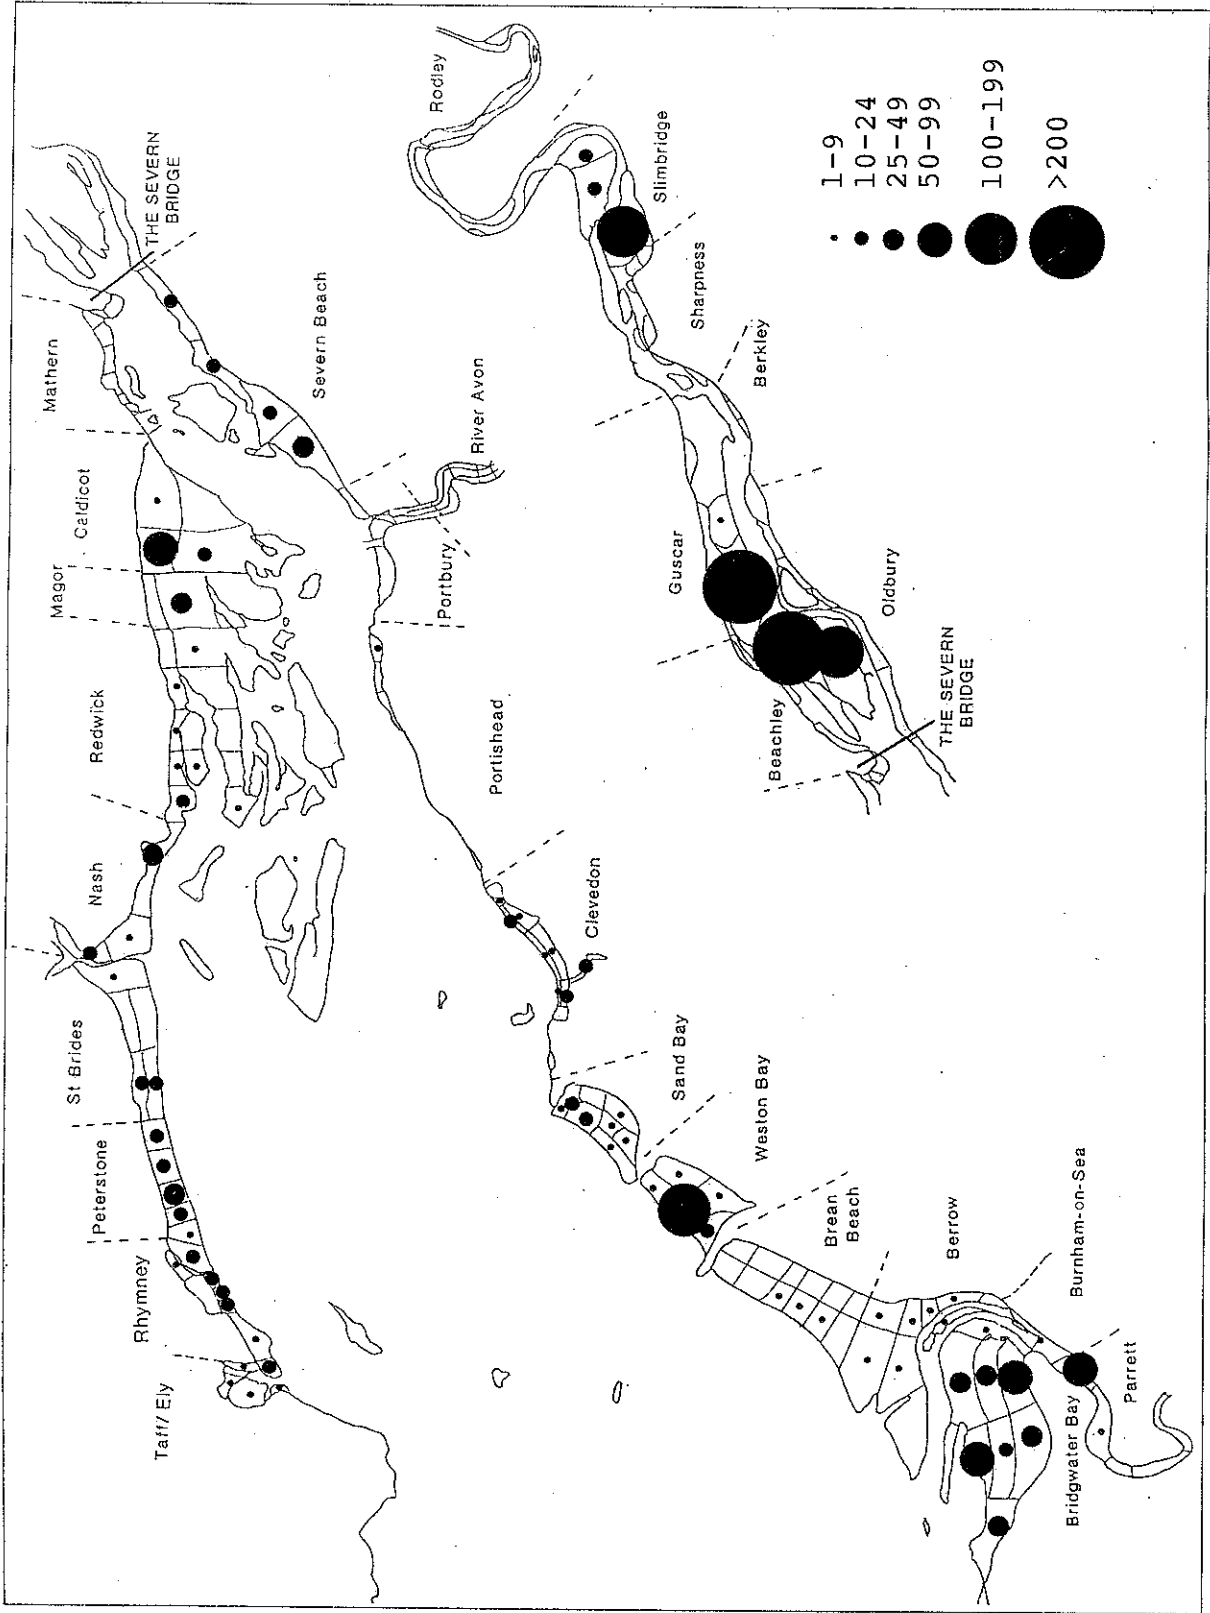 Taff/ Ely
Rhymney
Peterstone
St Brides
Nash
Redwick
Magor
Caldicot
Mathern
THE SEVERN
BRIDGE
Severn Beach
River Avon
Portbury
Portishead
Clevedon
Sand Bay
Weston Bay
Brean
Beach
Berrow
Burnham-on-Sea
Parrett
Bridgwater Bay
Rodley
Slimbridge
Sharpness
Berkley
Guscar
Oldbury
Beachley
THE SEVERN
BRIDGE
1-9
10-24
25-49
50-99
100-199
>200